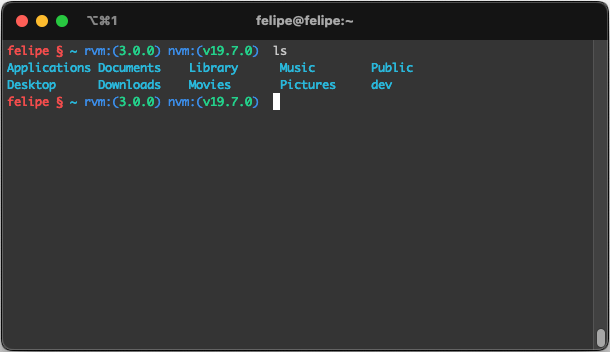 ⌥⌘1 felipe@felipe:~
felipe § ~ rvm:(3.0.0) nvm:(v19.7.0) ls
Applications Documents Library Music Public
Desktop Downloads Movies Pictures dev
felipe § ~ rvm:(3.0.0) nvm:(v19.7.0)